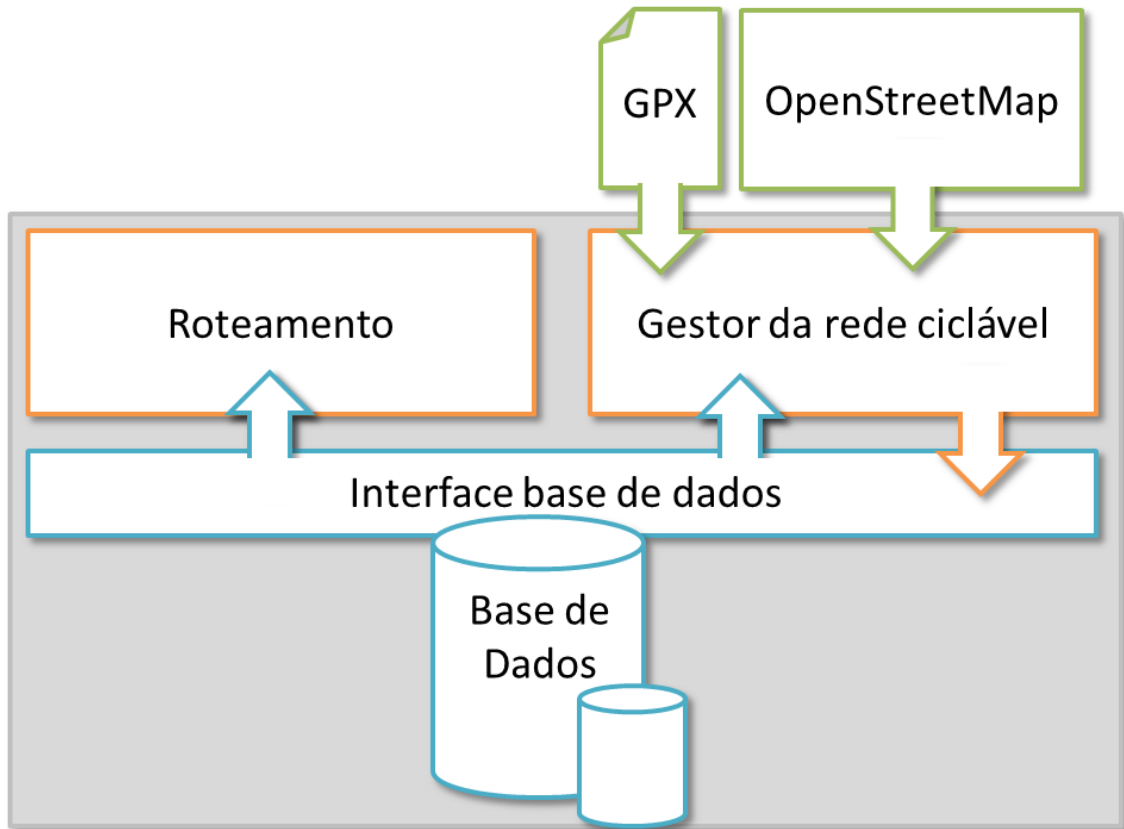 GPX
OpenStreetMap
Roteamento
Gestor da rede ciclável
Interface base de dados
Base de
Dados